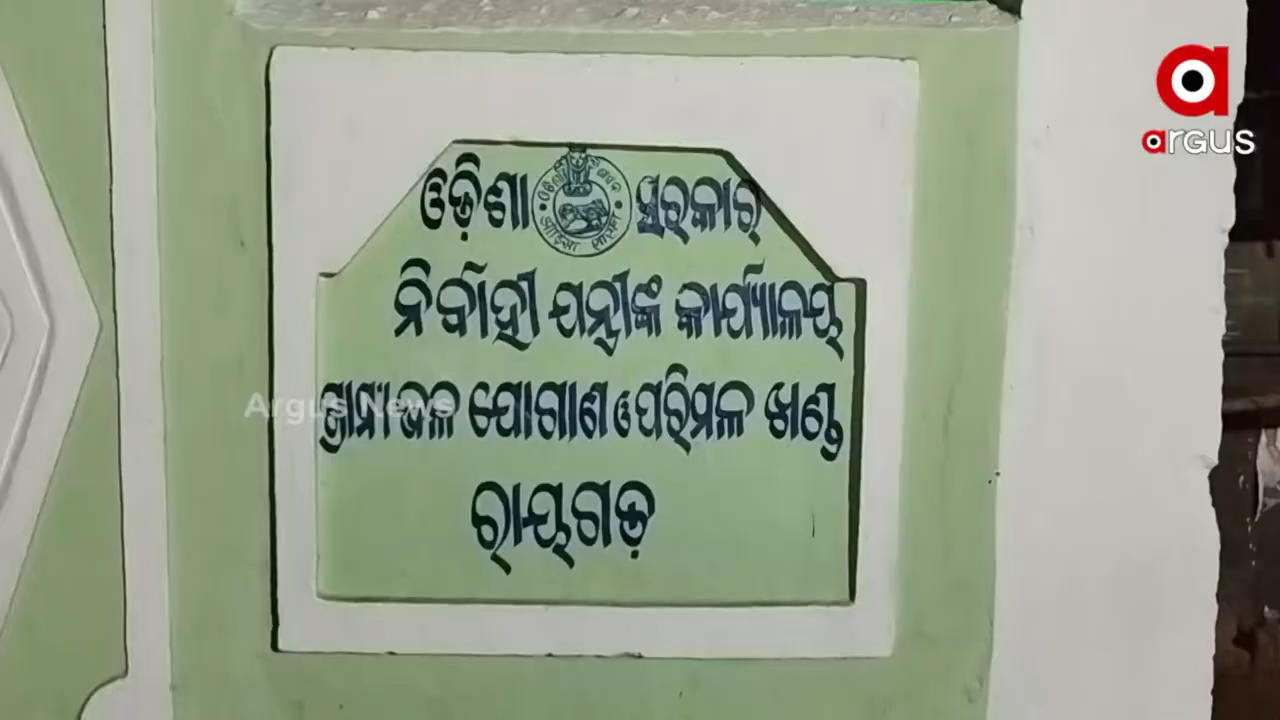 argus
ଓଡ଼ିଶା ସରକାର
ନିର୍ବାହୀ ଯନ୍ତ୍ରୀଙ୍କ କାର୍ଯ୍ୟାଳୟ
ଗ୍ରାମ୍ୟ ଜଳ ଯୋଗାଣ ଓ ପରିମଳ ଖଣ୍ଡ
Argus News
ରାୟଗଡ଼